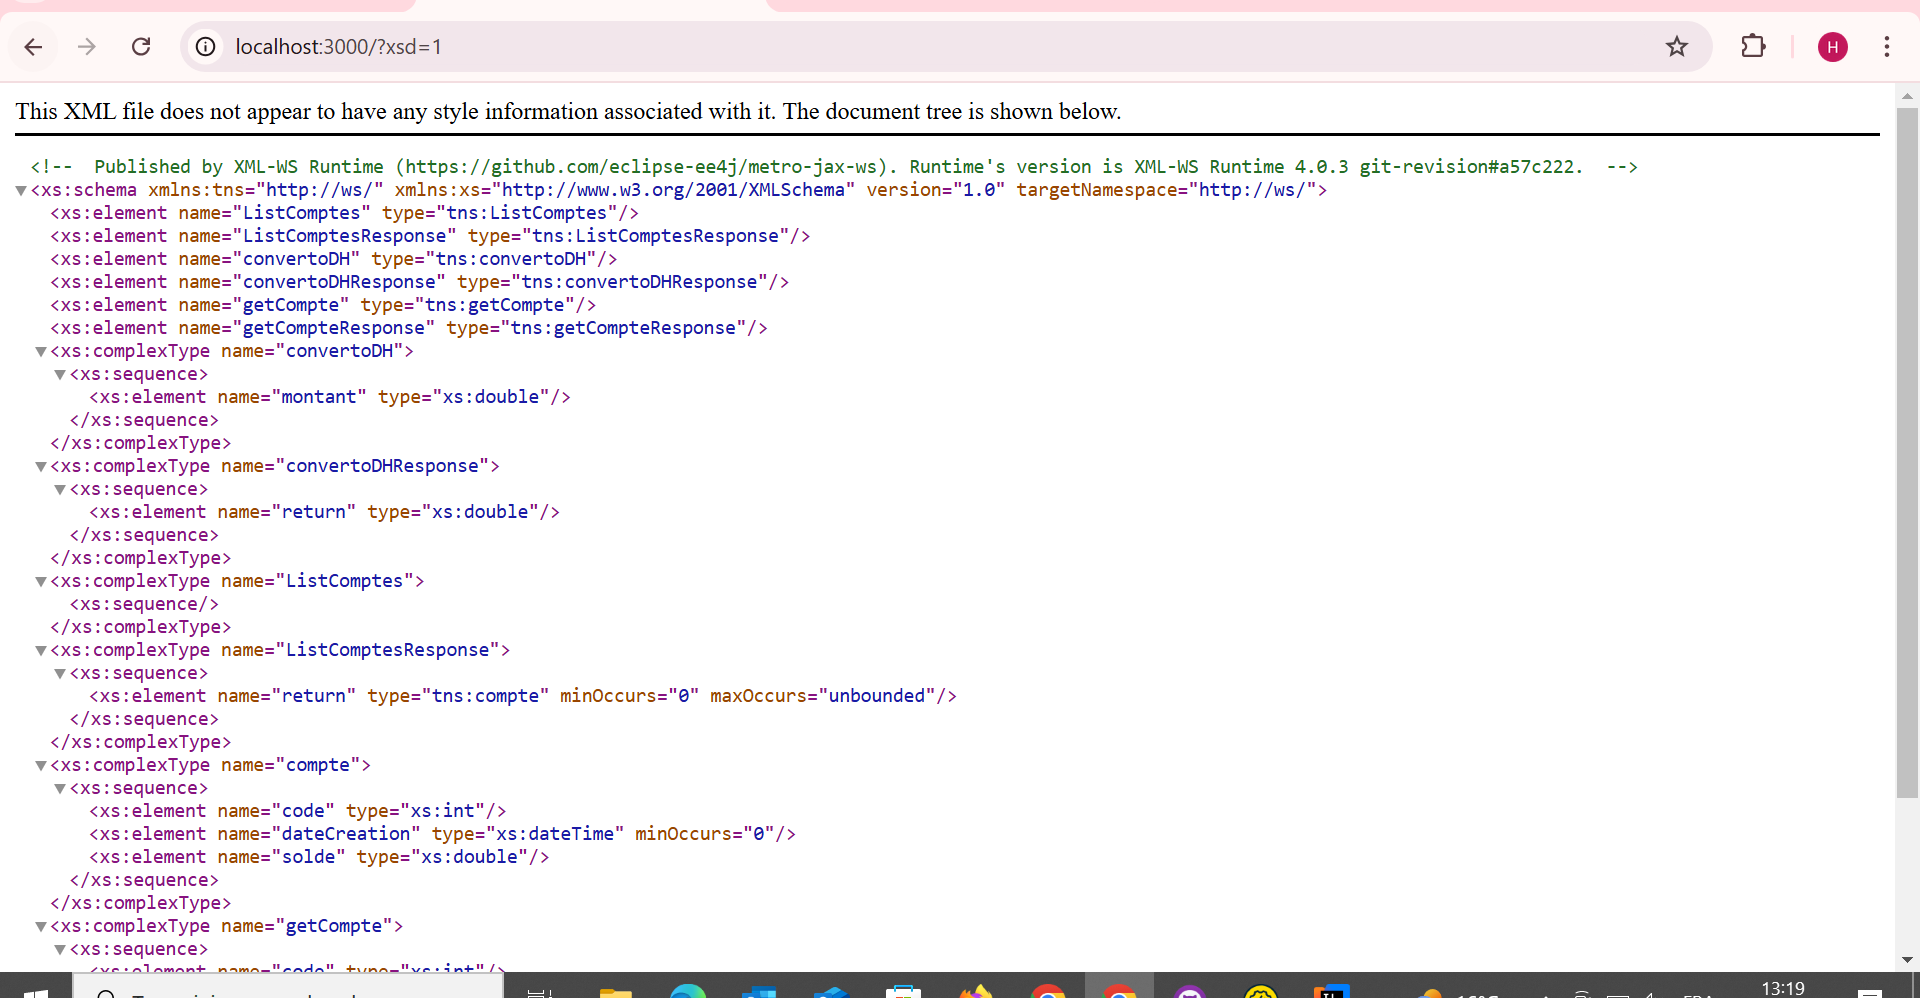 localhost:3000/?xsd=1
H
This XML file does not appear to have any style information associated with it. The document tree is shown below.
<!--  Published by XML-WS Runtime (https://github.com/eclipse-ee4j/metro-jax-ws). Runtime's version is XML-WS Runtime 4.0.3 git-revision#a57c222.  -->
▼<xs:schema xmlns:tns="http://ws/" xmlns:xs="http://www.w3.org/2001/XMLSchema" version="1.0" targetNamespace="http://ws/">
<xs:element name="ListComptes" type="tns:ListComptes"/>
<xs:element name="ListComptesResponse" type="tns:ListComptesResponse"/>
<xs:element name="convertoDH" type="tns:convertoDH"/>
<xs:element name="convertoDHResponse" type="tns:convertoDHResponse"/>
<xs:element name="getCompte" type="tns:getCompte"/>
<xs:element name="getCompteResponse" type="tns:getCompteResponse"/>
▼<xs:complexType name="convertoDH">
▼<xs:sequence>
<xs:element name="montant" type="xs:double"/>
</xs:sequence>
</xs:complexType>
▼<xs:complexType name="convertoDHResponse">
▼<xs:sequence>
<xs:element name="return" type="xs:double"/>
</xs:sequence>
</xs:complexType>
▼<xs:complexType name="ListComptes">
<xs:sequence/>
</xs:complexType>
▼<xs:complexType name="ListComptesResponse">
▼<xs:sequence>
<xs:element name="return" type="tns:compte" minOccurs="0" maxOccurs="unbounded"/>
</xs:sequence>
</xs:complexType>
▼<xs:complexType name="compte">
▼<xs:sequence>
<xs:element name="code" type="xs:int"/>
<xs:element name="dateCreation" type="xs:dateTime" minOccurs="0"/>
<xs:element name="solde" type="xs:double"/>
</xs:sequence>
</xs:complexType>
▼<xs:complexType name="getCompte">
▼<xs:sequence>
<xs:element name="code" type="xs:int"/>
13:19